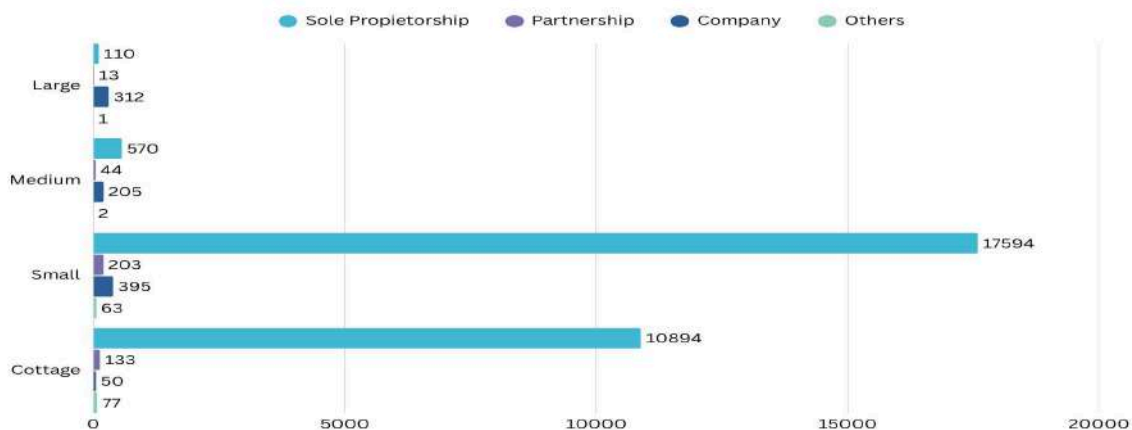 Sole Propietorship Partnership Company Others
110
13
Large
312
1
570
44
Medium
205
2
17594
203
Small
395
63
10894
133
Cottage
50
77
0 5000 10000 15000 20000